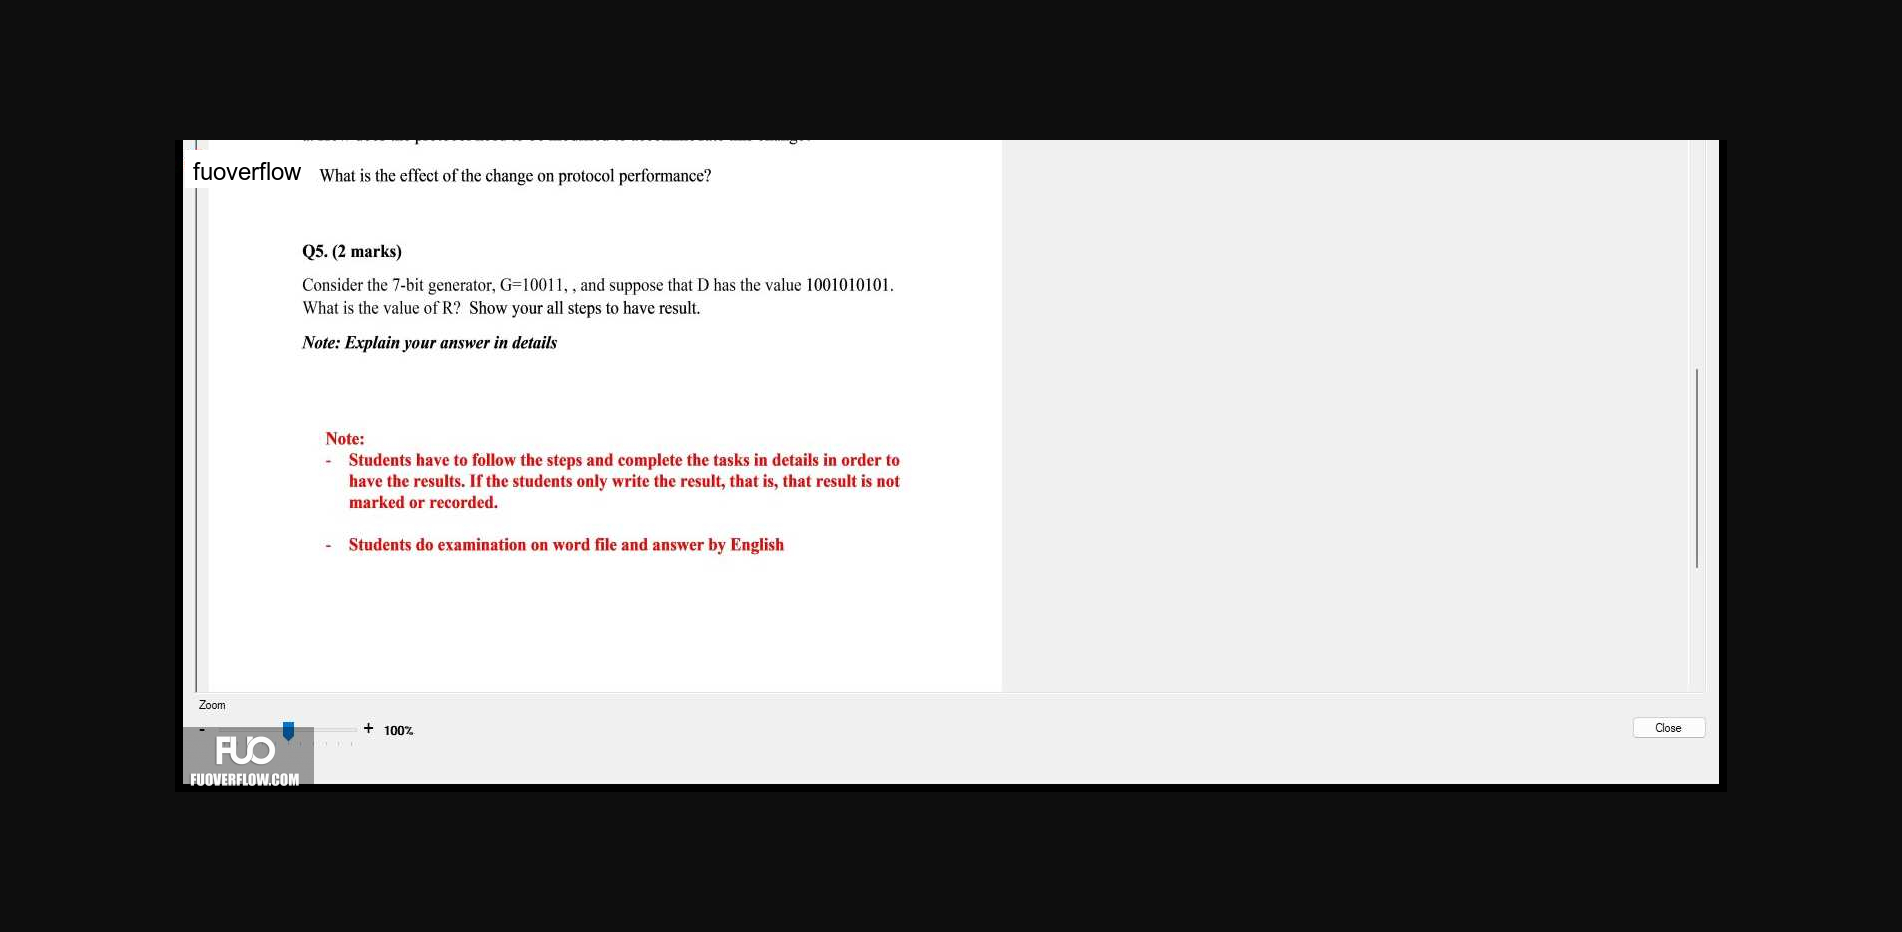 fuoverflow
What is the effect of the change on protocol performance?
Q5. (2 marks)
Consider the 7-bit generator, G=10011, , and suppose that D has the value 1001010101.
What is the value of R? Show your all steps to have result.
Note: Explain your answer in details
Note:
- Students have to follow the steps and complete the tasks in details in order to
have the results. If the students only write the result, that is, that result is not
marked or recorded.
- Students do examination on word file and answer by English
Zoom
- + 100%
Close
FUO
FUOVERFLOW.COM